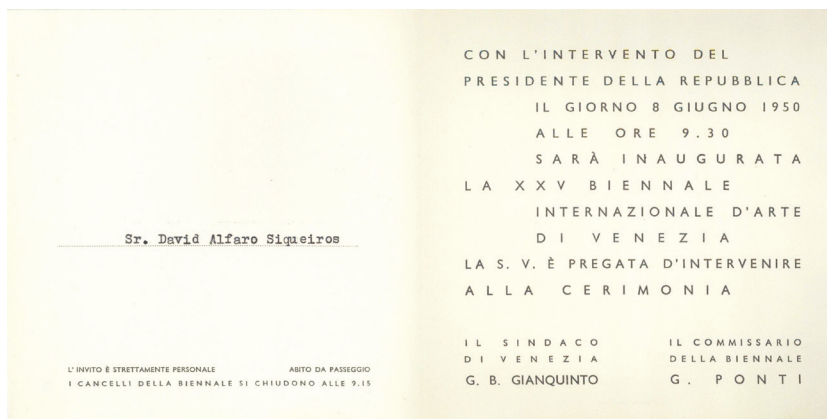 Sr. David Alfaro Siqueiros
L'INVITO È STRETTAMENTE PERSONALE ABITO DA PASSEGGIO
I CANCELLI DELLA BIENNALE SI CHIUDONO ALLE 9.15
CON L'INTERVENTO DEL
PRESIDENTE DELLA REPUBBLICA
IL GIORNO 8 GIUGNO 1950
ALLE ORE 9.30
SARÀ INAUGURATA
LA XXV BIENNALE
INTERNAZIONALE D'ARTE
DI VENEZIA
LA S. V. È PREGATA D'INTERVENIRE
ALLA CERIMONIA
IL SINDACO
DI VENEZIA
G. B. GIANQUINTO
IL COMMISSARIO
DELLA BIENNALE
G. PONTI